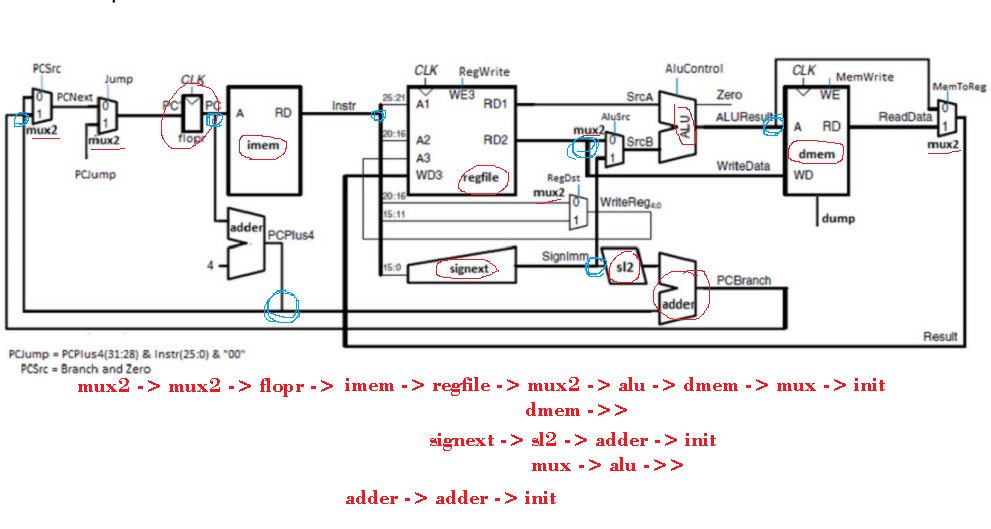 PCSrc
Jump
CLK
PCNext
0
1
0
1
PC'
PC
mux2
mux2
flopr
PCJump
A
RD
imem
Instr
adder
PCPlus4
4
CLK
RegWrite
WE3
25:21
A1
RD1
20:16
A2
RD2
A3
WD3
regfile
20:16
15:11
RegDst
mux2
0
1
WriteReg4:0
15:0
signext
SignImm
sl2
adder
PCBranch
mux2
AluSrc
0
1
SrcA
SrcB
ALU
AluControl
Zero
ALUResult
WriteData
CLK
MemWrite
WE
A
RD
dmem
WD
dump
ReadData
MemToReg
0
1
mux2
Result
PCJump = PCPlus4(31:28) & Instr(25:0) & "00"
PCSrc = Branch and Zero
mux2 -> mux2 -> flopr -> imem -> regfile -> mux2 -> alu -> dmem -> mux -> init
dmem ->>
signext -> sl2 -> adder -> init
mux -> alu ->>
adder -> adder -> init